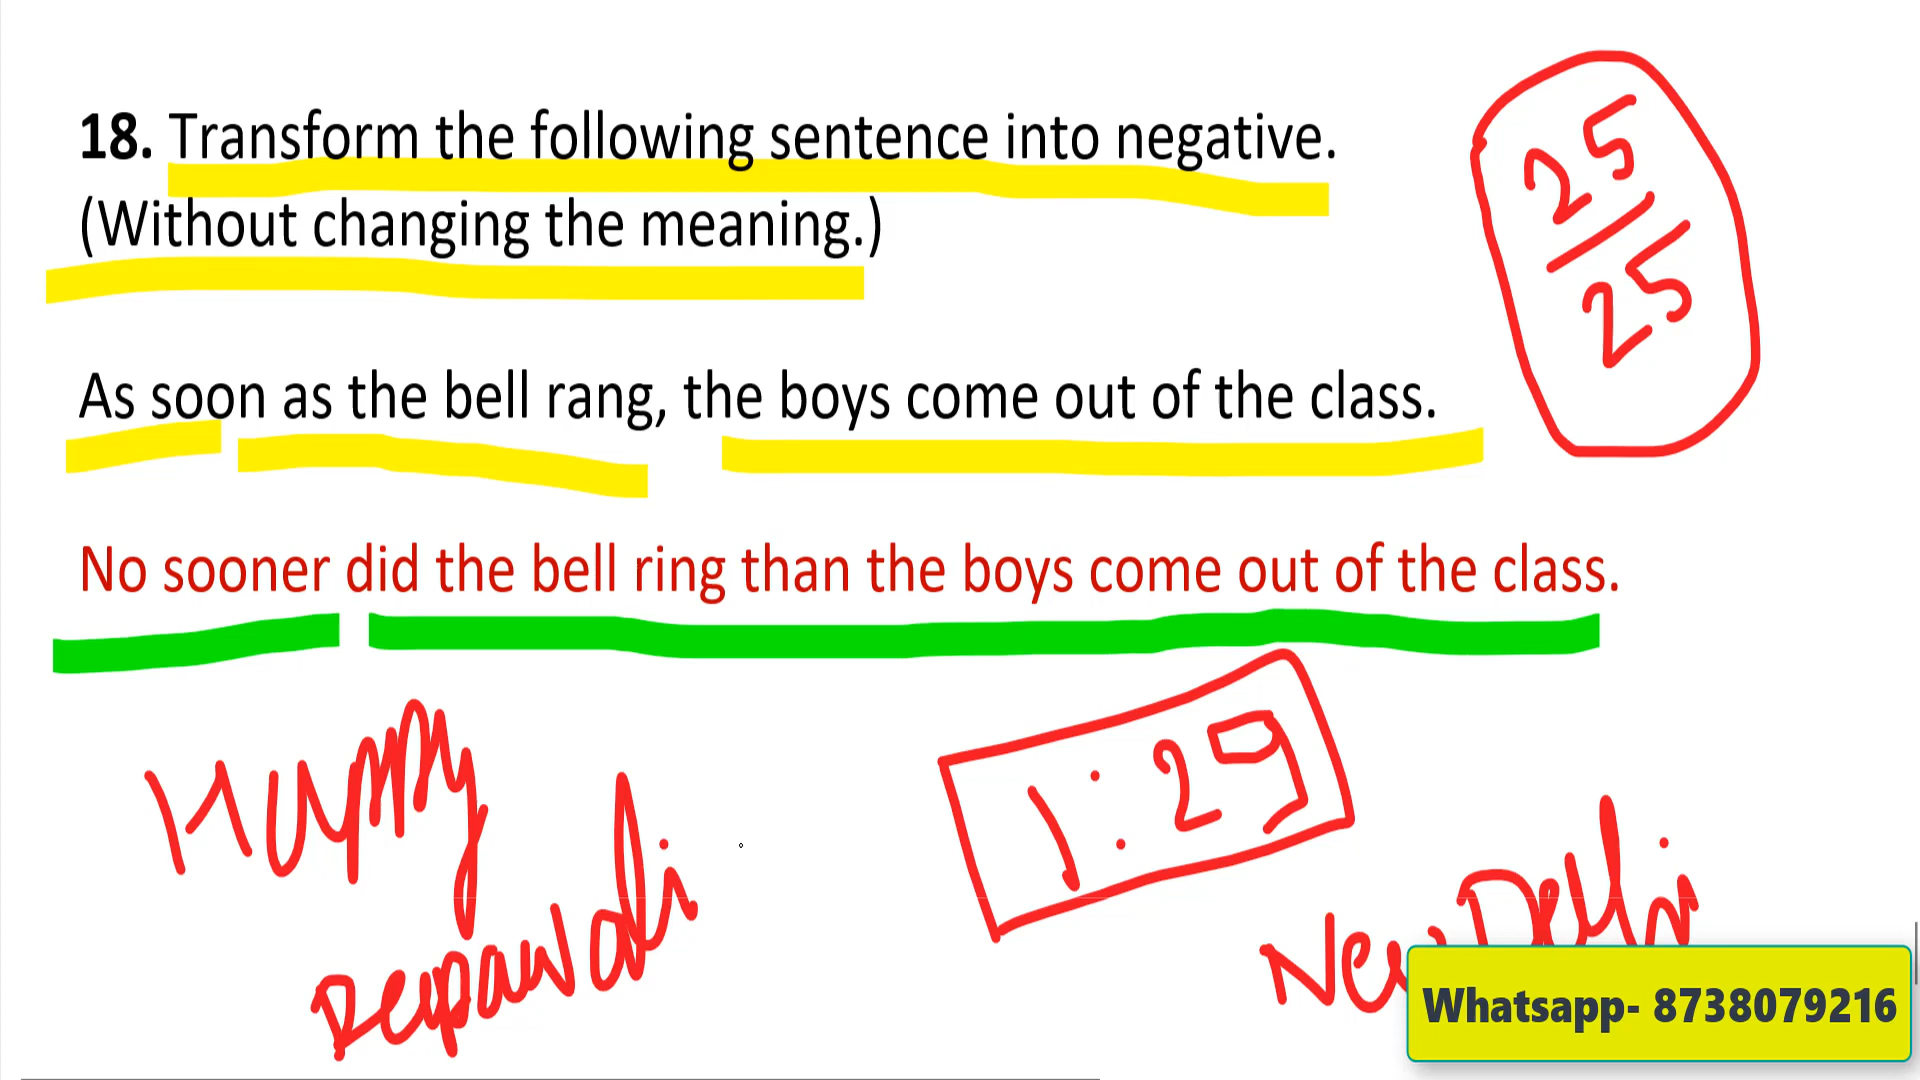 18. Transform the following sentence into negative.
(Without changing the meaning.)
25
25
As soon as the bell rang, the boys come out of the class.
No sooner did the bell ring than the boys come out of the class.
Happy
Deepawali
1:29
New Delhi
Whatsapp- 8738079216